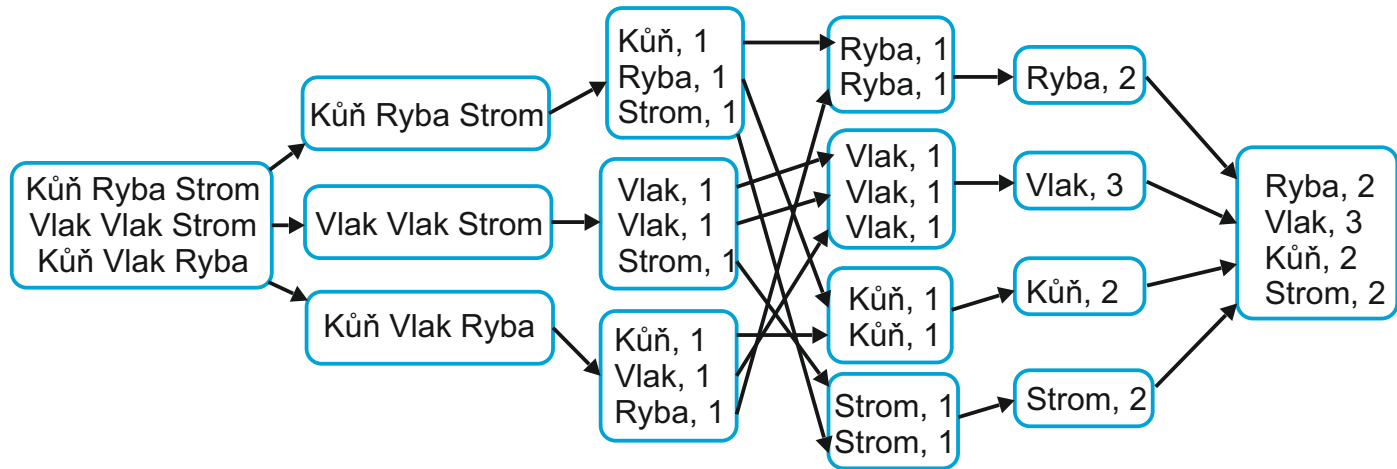 Kůň Ryba Strom
Vlak Vlak Strom
Kůň Vlak Ryba
Kůň Ryba Strom
Vlak Vlak Strom
Kůň Vlak Ryba
Kůň, 1
Ryba, 1
Strom, 1
Vlak, 1
Vlak, 1
Strom, 1
Kůň, 1
Vlak, 1
Ryba, 1
Ryba, 1
Ryba, 1
Vlak, 1
Vlak, 1
Vlak, 1
Kůň, 1
Kůň, 1
Strom, 1
Strom, 1
Ryba, 2
Vlak, 3
Kůň, 2
Strom, 2
Ryba, 2
Vlak, 3
Kůň, 2
Strom, 2